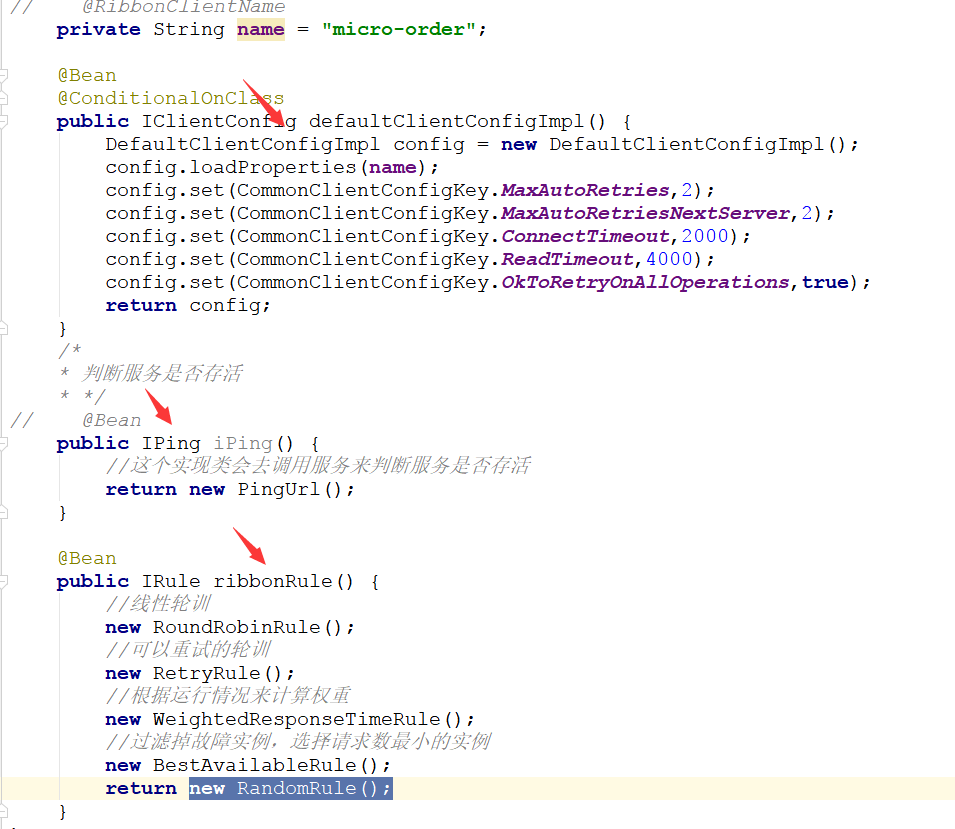 //    @RibbonClientName
    private String name = "micro-order";
    @Bean
    @ConditionalOnClass
    public IClientConfig defaultClientConfigImpl() {
        DefaultClientConfigImpl config = new DefaultClientConfigImpl();
        config.loadProperties(name);
        config.set(CommonClientConfigKey.MaxAutoRetries,2);
        config.set(CommonClientConfigKey.MaxAutoRetriesNextServer,2);
        config.set(CommonClientConfigKey.ConnectTimeout,2000);
        config.set(CommonClientConfigKey.ReadTimeout,4000);
        config.set(CommonClientConfigKey.OkToRetryOnAllOperations,true);
        return config;
    }
    /*
    * 判断服务是否存活
    * */
//    @Bean
    public IPing iPing() {
        //这个实现类会去调用服务来判断服务是否存活
        return new PingUrl();
    }
    @Bean
    public IRule ribbonRule() {
        //线性轮训
        new RoundRobinRule();
        //可以重试的轮训
        new RetryRule();
        //根据运行情况来计算权重
        new WeightedResponseTimeRule();
        //过滤掉故障实例，选择请求数最小的实例
        new BestAvailableRule();
        return new RandomRule();
    }